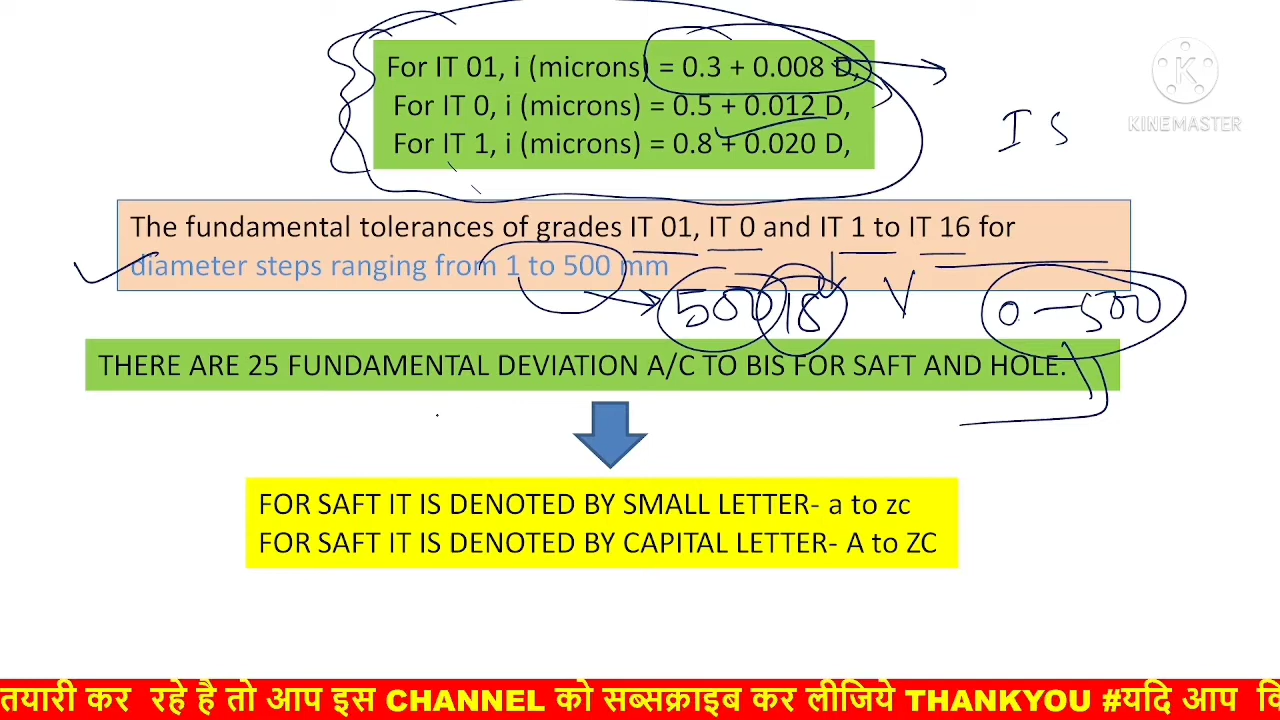 For IT 01, i (microns) = 0.3 + 0.008 D,
For IT 0, i (microns) = 0.5 + 0.012 D,
For IT 1, i (microns) = 0.8 + 0.020 D,
K
KINEMASTER
I S
The fundamental tolerances of grades IT 01, IT 0 and IT 1 to IT 16 for
diameter steps ranging from 1 to 500 mm
500 18 0 - 500
THERE ARE 25 FUNDAMENTAL DEVIATION A/C TO BIS FOR SAFT AND HOLE.
FOR SAFT IT IS DENOTED BY SMALL LETTER- a to zc
FOR SAFT IT IS DENOTED BY CAPITAL LETTER- A to ZC
तयारी कर रहे है तो आप इस CHANNEL को सब्सक्राइब कर लीजिये THANKYOU #यदि आप